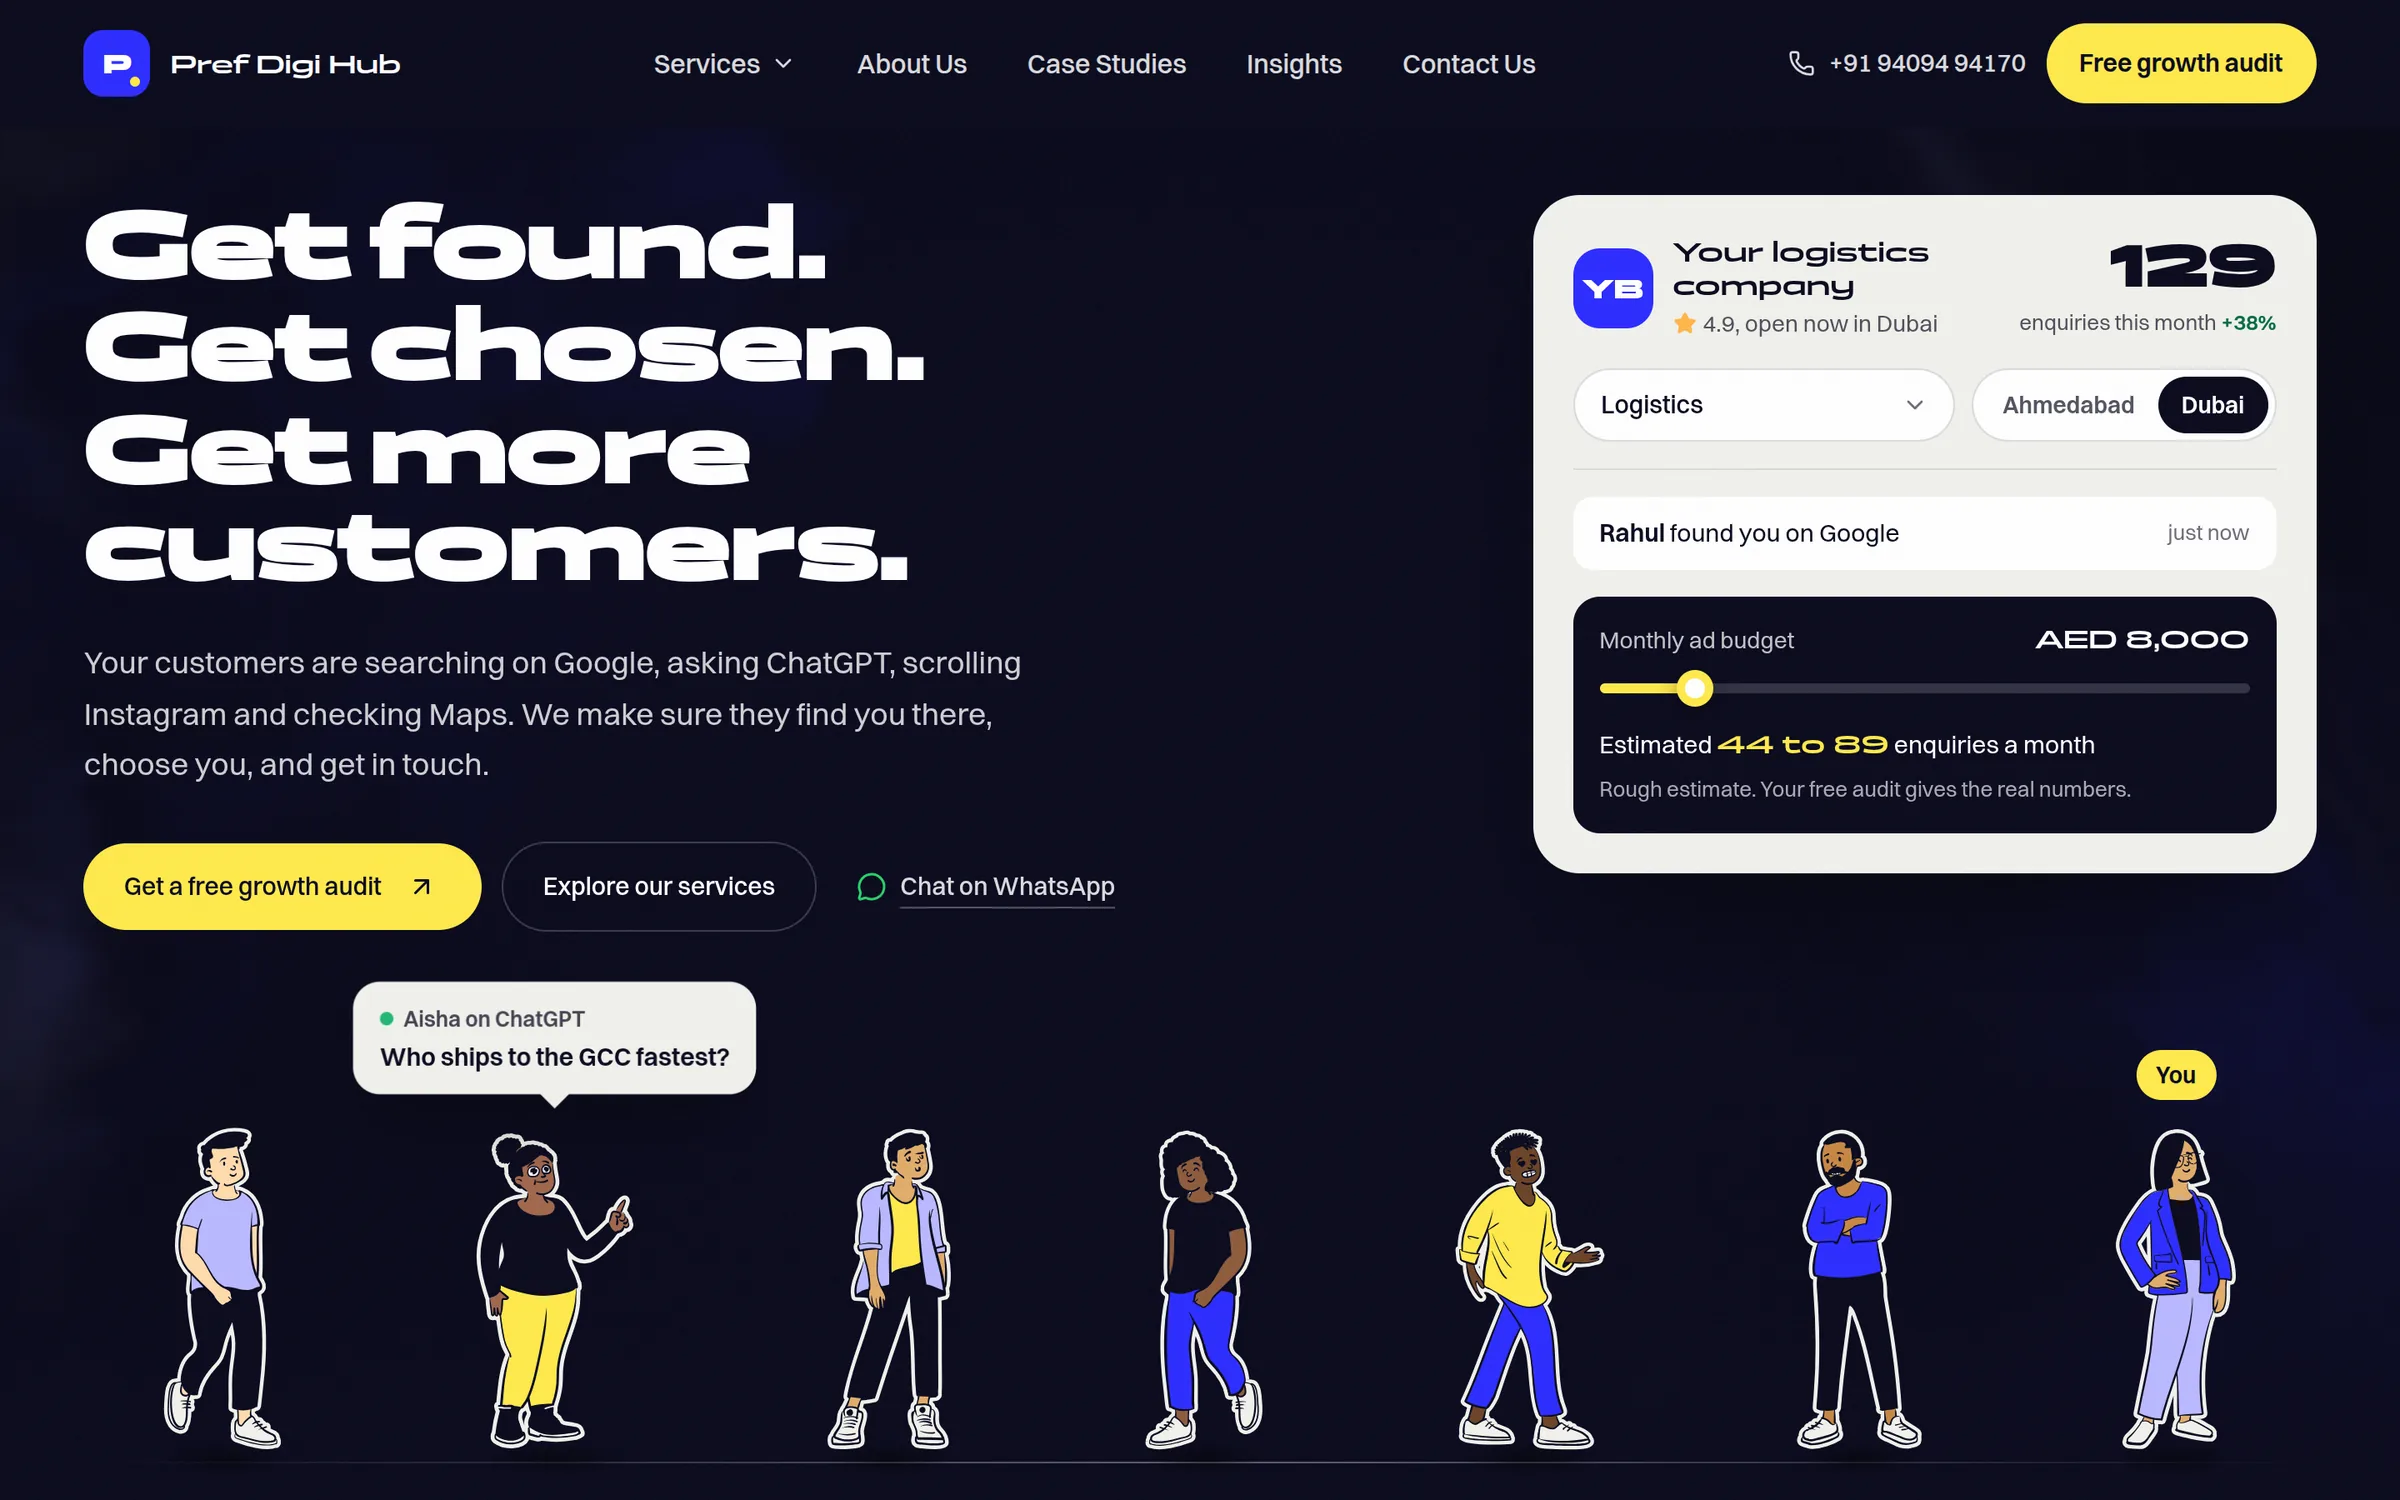 P.
Pref Digi Hub
Services
About Us
Case Studies
Insights
Contact Us
+91 94094 94170
Free growth audit
Get found.
Get chosen.
Get more
customers.
Your customers are searching on Google, asking ChatGPT, scrolling
Instagram and checking Maps. We make sure they find you there,
choose you, and get in touch.
Get a free growth audit
Explore our services
Chat on WhatsApp
YB
Your logistics
company
4.9, open now in Dubai
129
enquiries this month +38%
Logistics
Ahmedabad
Dubai
Rahul found you on Google
just now
Monthly ad budget
AED 8,000
Estimated 44 to 89 enquiries a month
Rough estimate. Your free audit gives the real numbers.
Aisha on ChatGPT
Who ships to the GCC fastest?
You